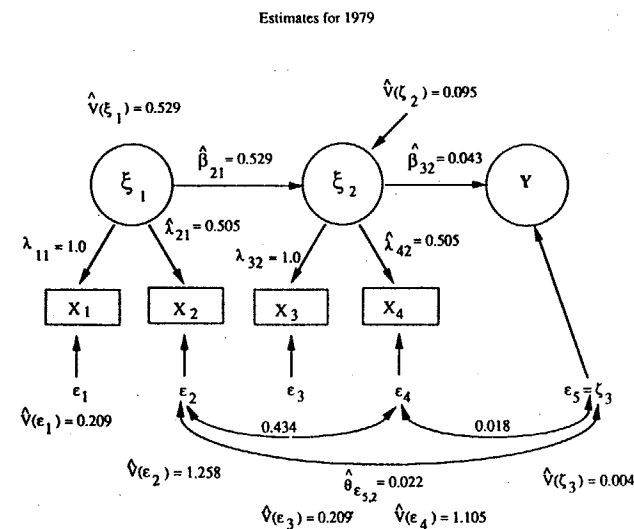 Estimates for 1979
V̂(ξ₁) = 0.529
V̂(ζ₂) = 0.095
β̂₂₁ = 0.529
β̂₃₂ = 0.043
ξ₁
ξ₂
Y
λ₁₁ = 1.0
λ̂₂₁ = 0.505
λ₃₂ = 1.0
λ̂₄₂ = 0.505
X₁
X₂
X₃
X₄
ε₁
ε₂
ε₃
ε₄
ε₅ = ζ₃
V̂(ε₁) = 0.209
0.434
0.018
V̂(ε₂) = 1.258
θ̂ε₅,₂ = 0.022
V̂(ζ₃) = 0.004
V̂(ε₃) = 0.209
V̂(ε₄) = 1.105